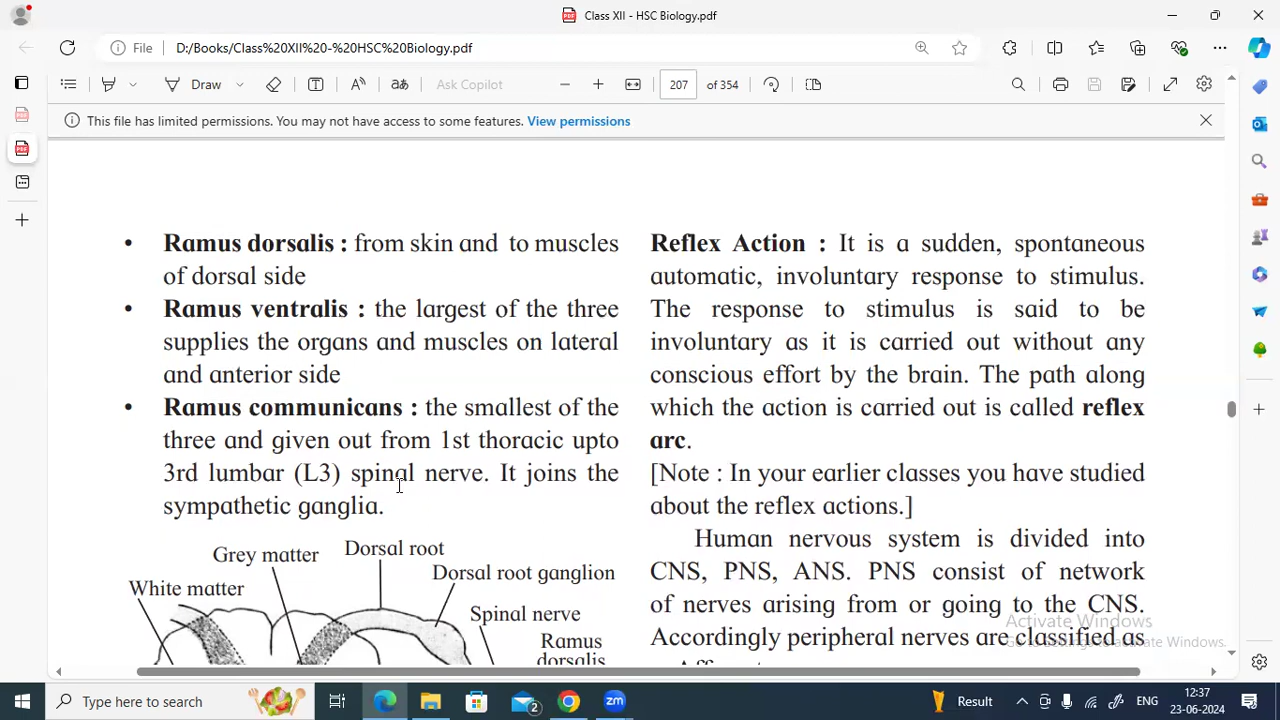 Class XII - HSC Biology.pdf
File
D:/Books/Class%20XII%20-%20HSC%20Biology.pdf
Draw
aあ
Ask Copilot
207
of 354
This file has limited permissions. You may not have access to some features. View permissions
• Ramus dorsalis : from skin and to muscles
of dorsal side
• Ramus ventralis : the largest of the three
supplies the organs and muscles on lateral
and anterior side
• Ramus communicans : the smallest of the
three and given out from 1st thoracic upto
3rd lumbar (L3) spinal nerve. It joins the
sympathetic ganglia.
Grey matter
Dorsal root
White matter
Dorsal root ganglion
Spinal nerve
Ramus
dorsalis
Reflex Action : It is a sudden, spontaneous
automatic, involuntary response to stimulus.
The response to stimulus is said to be
involuntary as it is carried out without any
conscious effort by the brain. The path along
which the action is carried out is called reflex
arc.
[Note : In your earlier classes you have studied
about the reflex actions.]
Human nervous system is divided into
CNS, PNS, ANS. PNS consist of network
of nerves arising from or going to the CNS.
Accordingly peripheral nerves are classified as
Activate Windows
Go to Settings to activate Windows.
Type here to search
2
zm
Result
ENG
12:37
23-06-2024